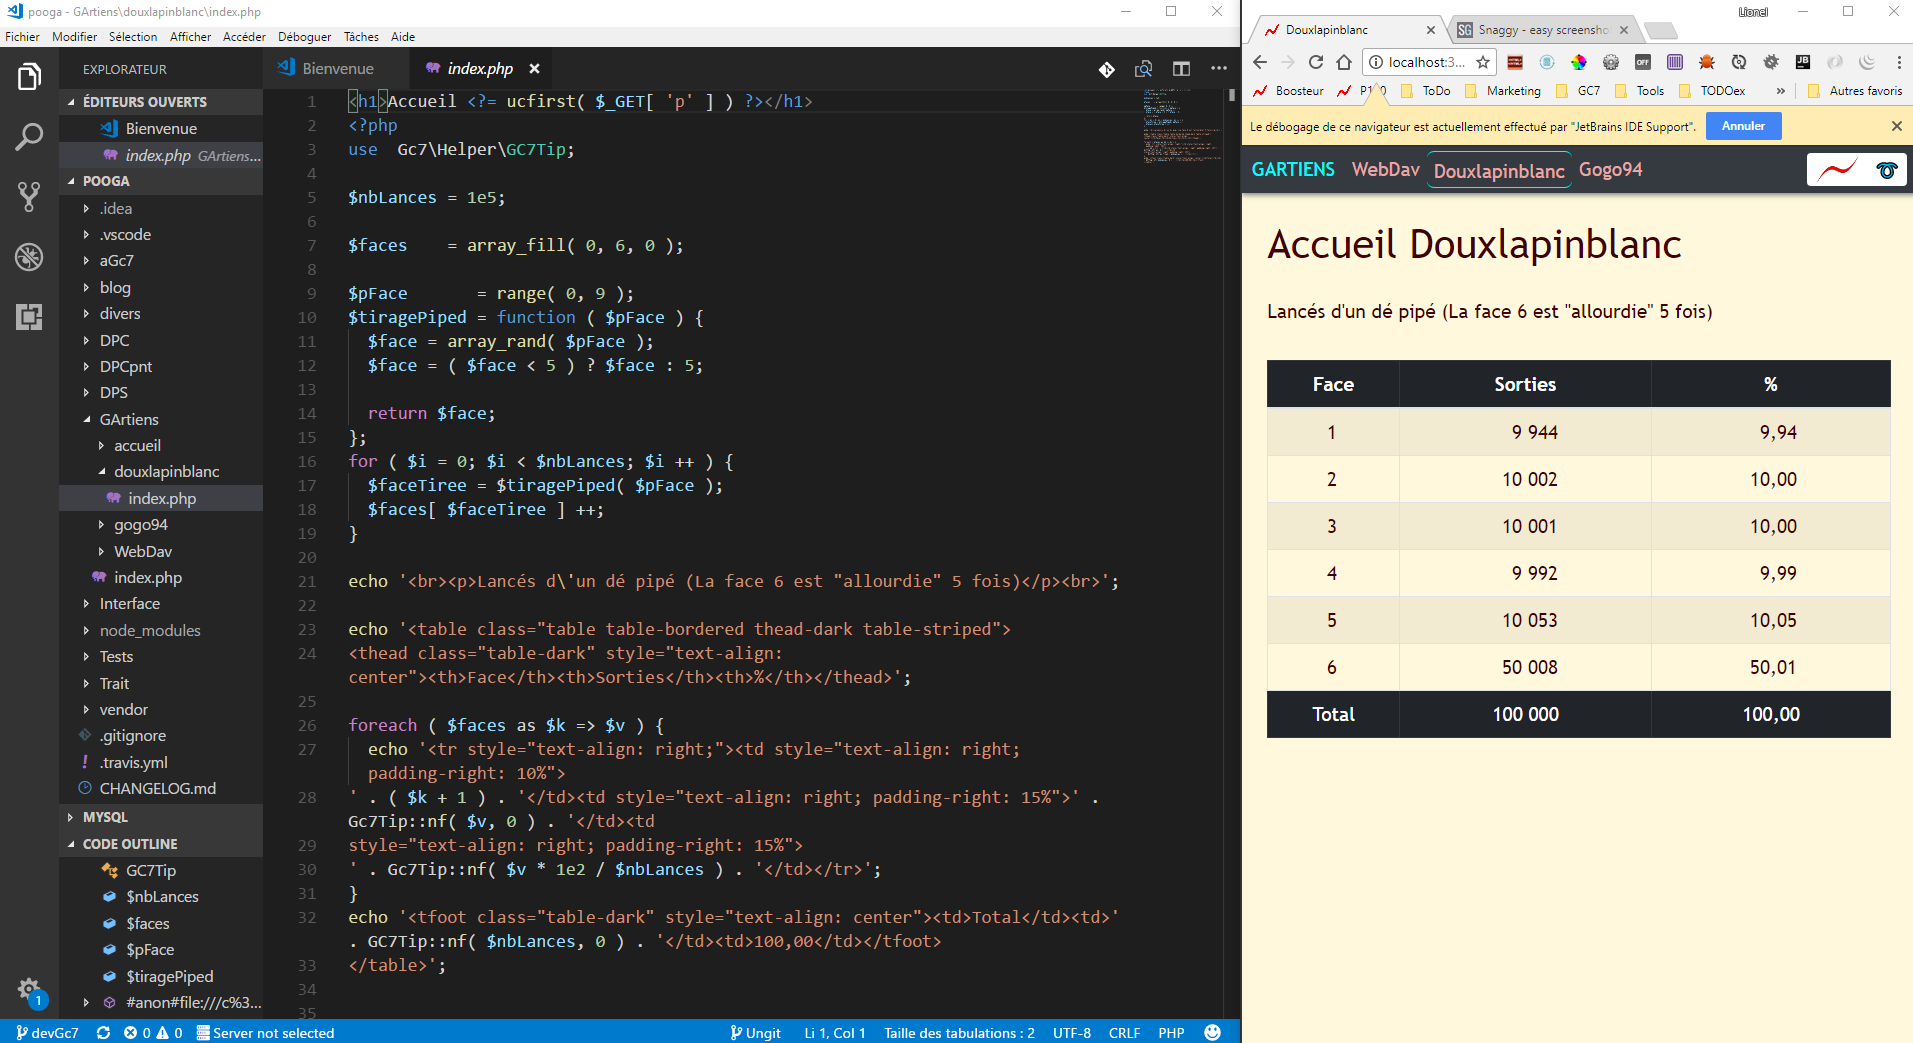 pooga - GArtiens\douxlapinblanc\index.php
Fichier Modifier Sélection Afficher Accéder Déboguer Tâches Aide
EXPLORATEUR
ÉDITEURS OUVERTS
Bienvenue
index.php GArtiens...
POOGA
.idea
.vscode
aGc7
blog
divers
DPC
DPCpnt
DPS
GArtiens
accueil
douxlapinblanc
index.php
gogo94
WebDav
index.php
Interface
node_modules
Tests
Trait
vendor
.gitignore
.travis.yml
CHANGELOG.md
MYSQL
CODE OUTLINE
GC7Tip
$nbLances
$faces
$pFace
$tiragePiped
#anon#file:///c%3...
1
Bienvenue index.php
1 <h1>Accueil <?= ucfirst( $_GET[ 'p' ] ) ?></h1>
2 <?php
3 use  Gc7\Helper\GC7Tip;
4
5 $nbLances = 1e5;
6
7 $faces    = array_fill( 0, 6, 0 );
8
9 $pFace       = range( 0, 9 );
10 $tiragePiped = function ( $pFace ) {
11   $face = array_rand( $pFace );
12   $face = ( $face < 5 ) ? $face : 5;
13
14   return $face;
15 };
16 for ( $i = 0; $i < $nbLances; $i ++ ) {
17   $faceTiree = $tiragePiped( $pFace );
18   $faces[ $faceTiree ] ++;
19 }
20
21 echo '<br><p>Lancés d\'un dé pipé (La face 6 est "allourdie" 5 fois)</p><br>';
22
23 echo '<table class="table table-bordered thead-dark table-striped">
24 <thead class="table-dark" style="text-align:
center"><th>Face</th><th>Sorties</th><th>%</th></thead>';
25
26 foreach ( $faces as $k => $v ) {
27   echo '<tr style="text-align: right;"><td style="text-align: right;
padding-right: 10%">
28 ' . ( $k + 1 ) . '</td><td style="text-align: right; padding-right: 15%">' .
Gc7Tip::nf( $v, 0 ) . '</td><td
29 style="text-align: right; padding-right: 15%">
30 ' . Gc7Tip::nf( $v * 1e2 / $nbLances ) . '</td></tr>';
31 }
32 echo '<tfoot class="table-dark" style="text-align: center"><td>Total</td><td>'
. GC7Tip::nf( $nbLances, 0 ) . '</td><td>100,00</td></tfoot>
33 </table>';
34
35
devGc7 0 0 Server not selected Ungit Li 1, Col 1 Taille des tabulations : 2 UTF-8 CRLF PHP
Lionel
Douxlapinblanc SG Snaggy - easy screensho
localhost:3... OFF JB
Boosteur ToDo Marketing GC7 Tools TODOex » Autres favoris
Le débogage de ce navigateur est actuellement effectué par "JetBrains IDE Support". Annuler
GARTIENS WebDav Douxlapinblanc Gogo94
Accueil Douxlapinblanc
Lancés d'un dé pipé (La face 6 est "allourdie" 5 fois)
Face Sorties %
1 9 944 9,94
2 10 002 10,00
3 10 001 10,00
4 9 992 9,99
5 10 053 10,05
6 50 008 50,01
Total 100 000 100,00